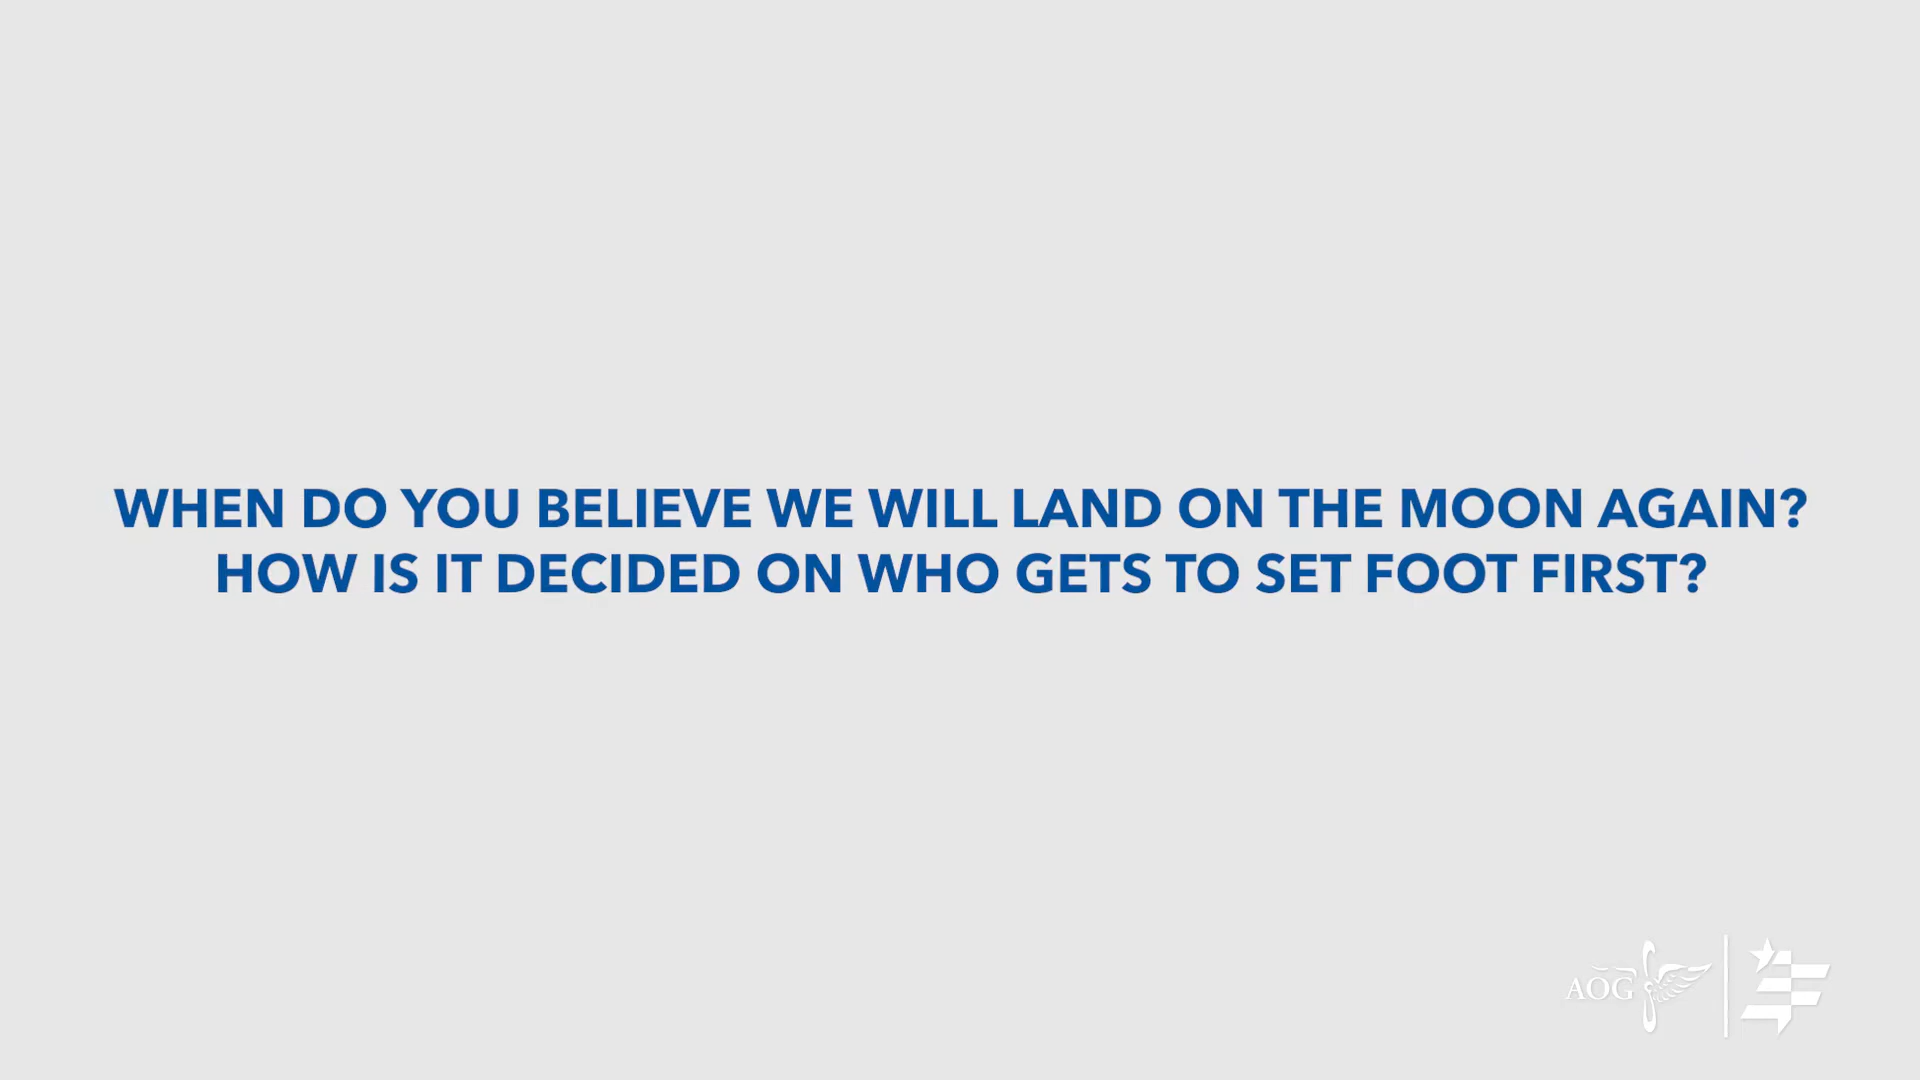 WHEN DO YOU BELIEVE WE WILL LAND ON THE MOON AGAIN?
HOW IS IT DECIDED ON WHO GETS TO SET FOOT FIRST?
AOG